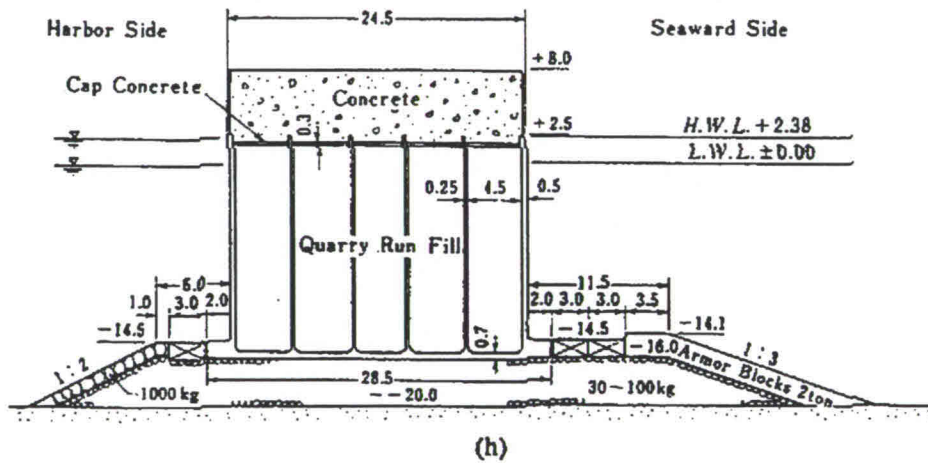 24.5
Harbor Side
Seaward Side
+8.0
Cap Concrete
Concrete
0.3
+2.5
H.W.L. +2.38
L.W.L. ±0.00
0.25
4.5
0.5
Quarry Run Fill
6.0
11.5
1.0
3.0
2.0
2.0
3.0
3.0
3.5
-14.5
0.7
-14.5
-14.1
-16.0
1:2
1:3
1000kg
28.5
Armor Blocks 2ton
--20.0
30-100kg
(h)